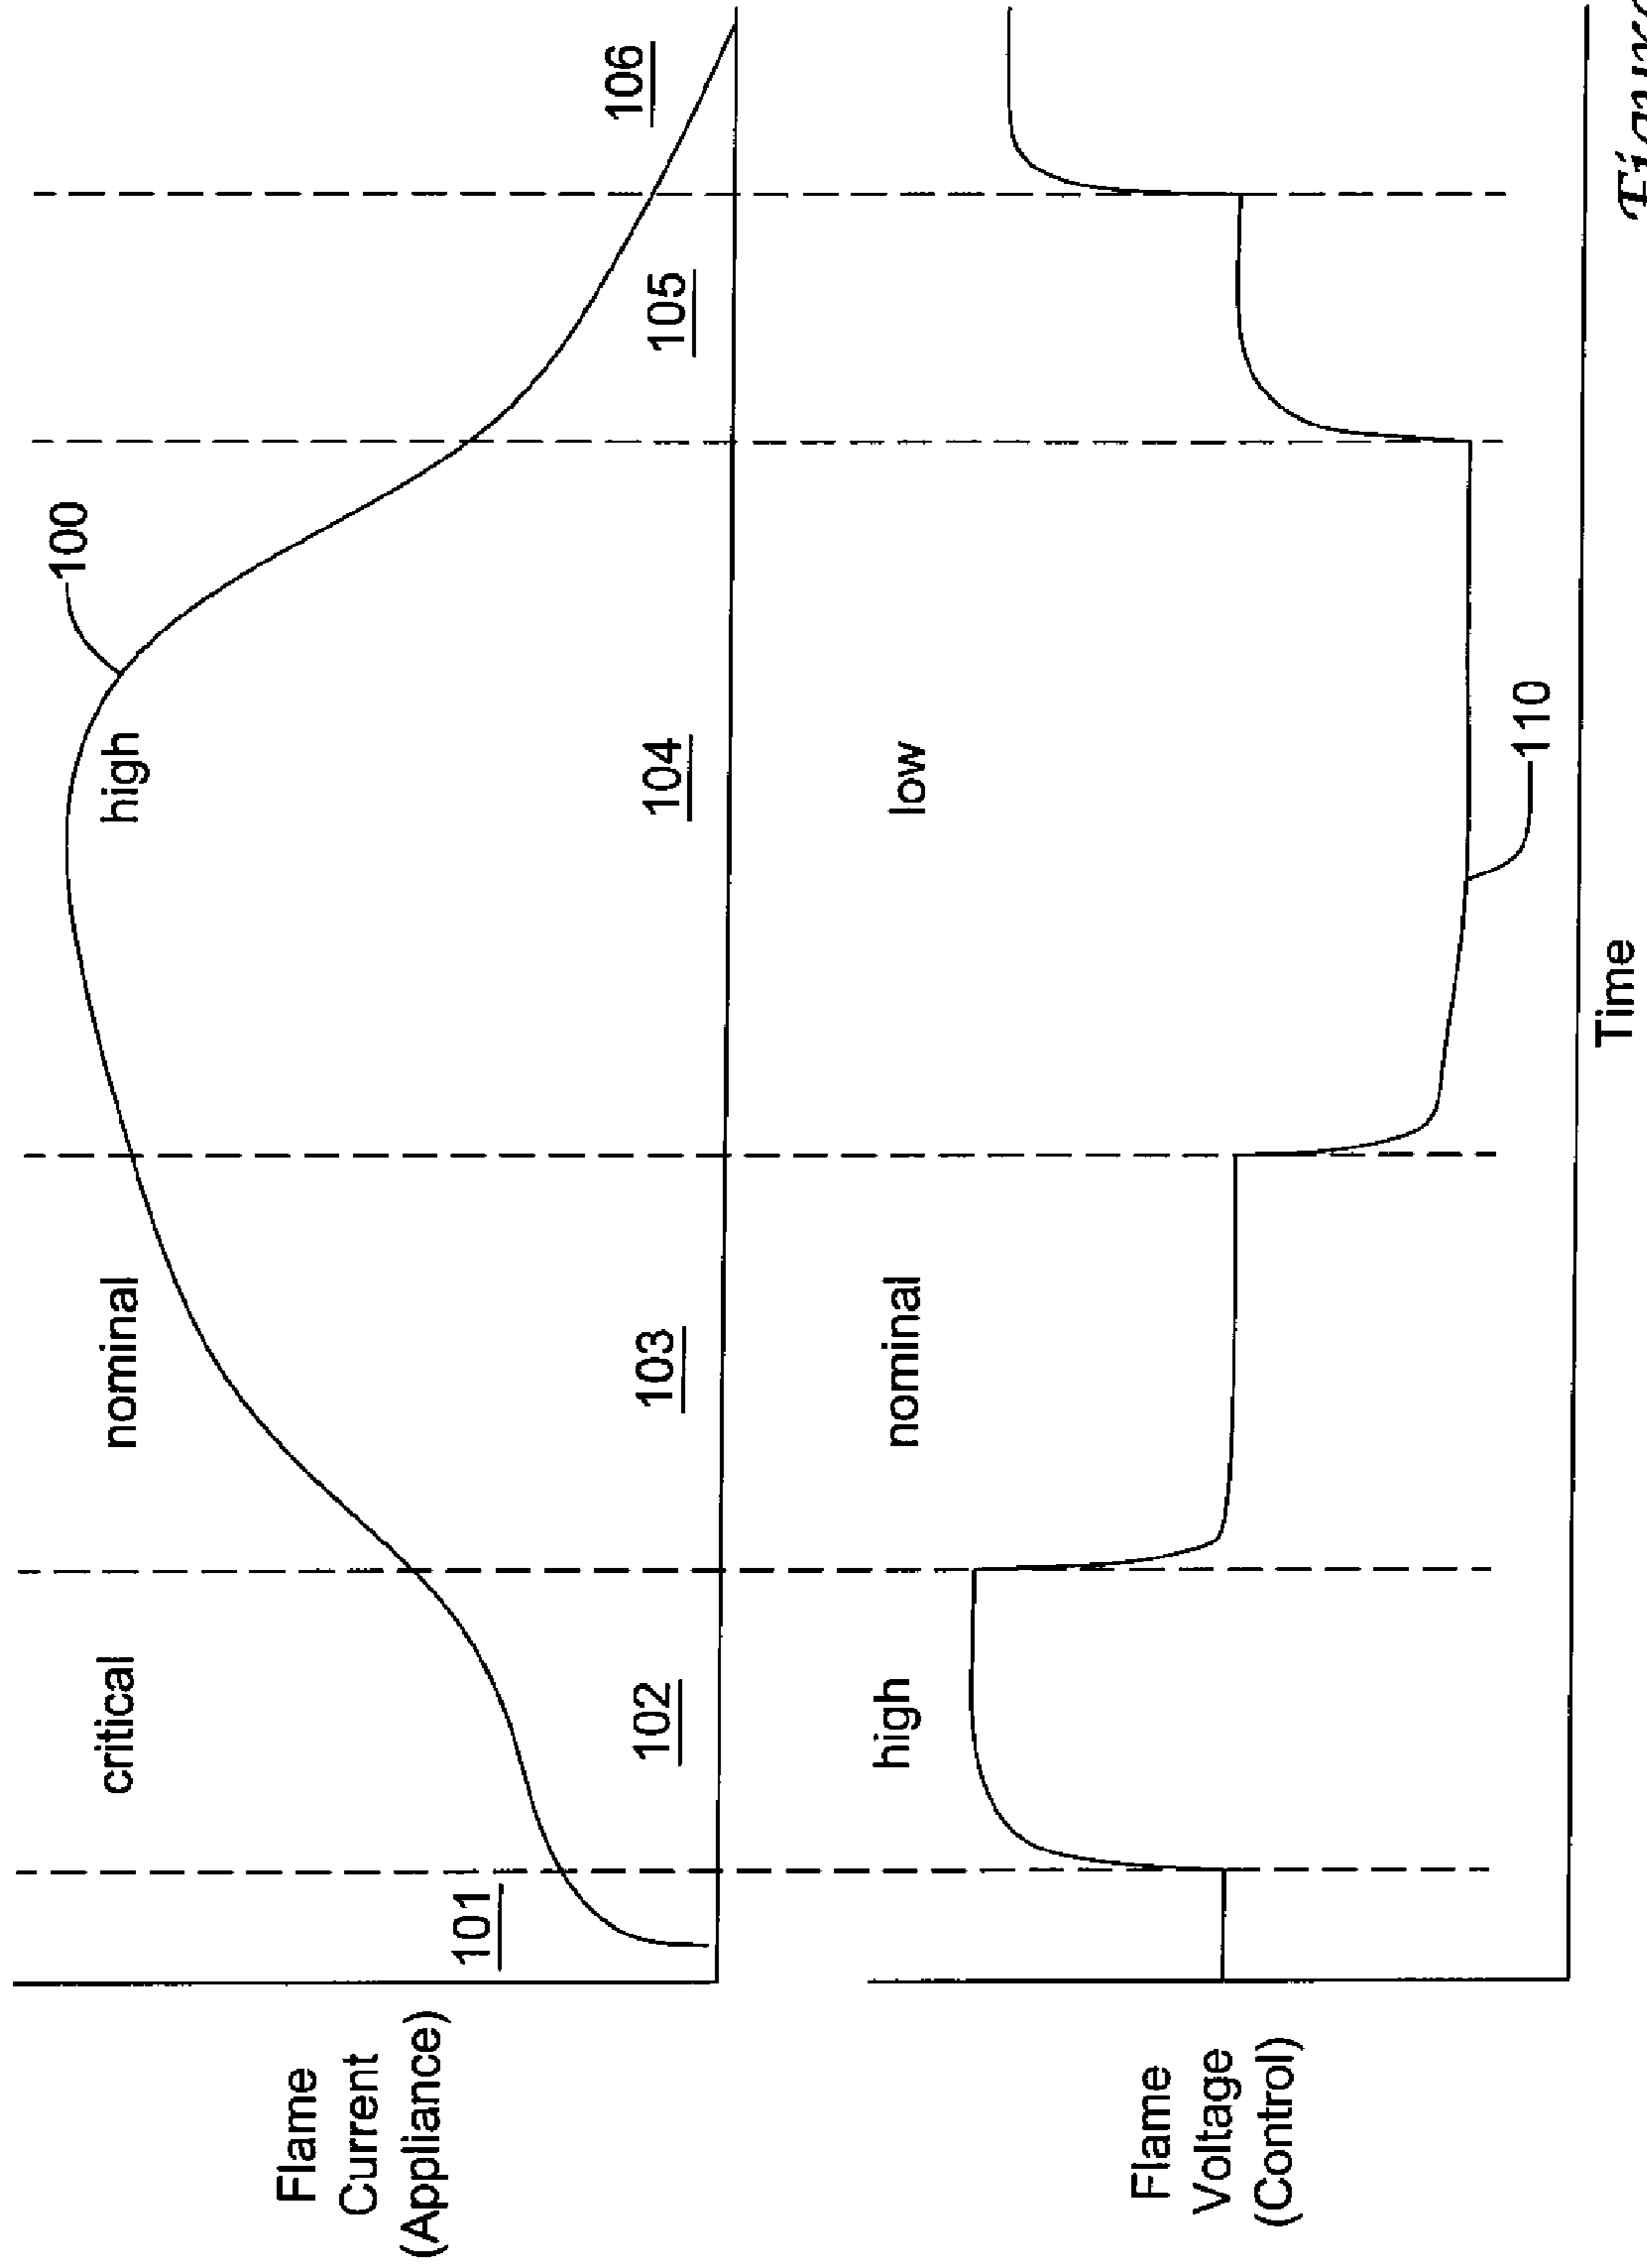 Flame
Current
(Appliance)
critical
nominal
high
100
101
102
103
104
105
106
Flame
Voltage
(Control)
high
nominal
low
110
Time